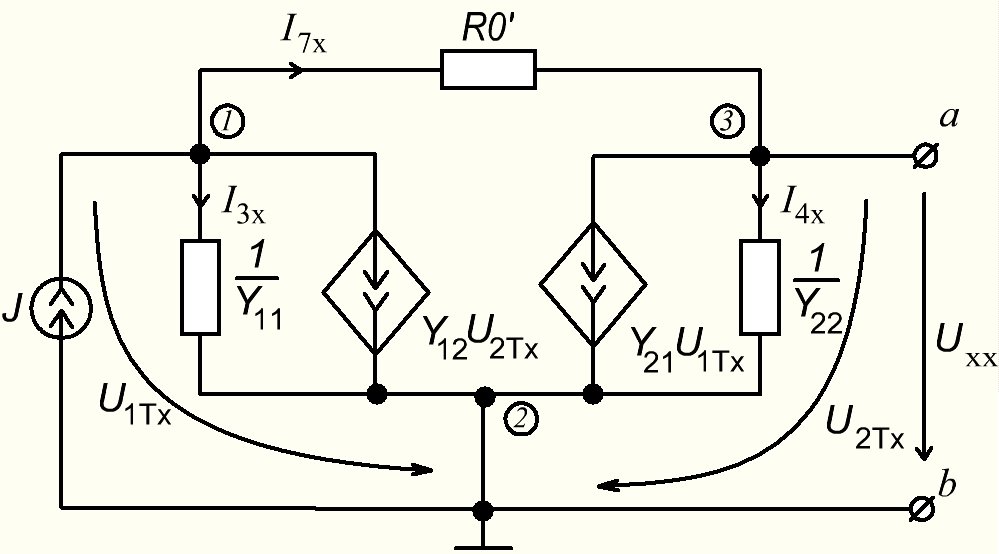 I7x
R0'
1
3
a
I3x
I4x
1
Y11
1
Y22
J
Y12U2Tx
Y21U1Tx
Uxx
U1Tx
2
U2Tx
b